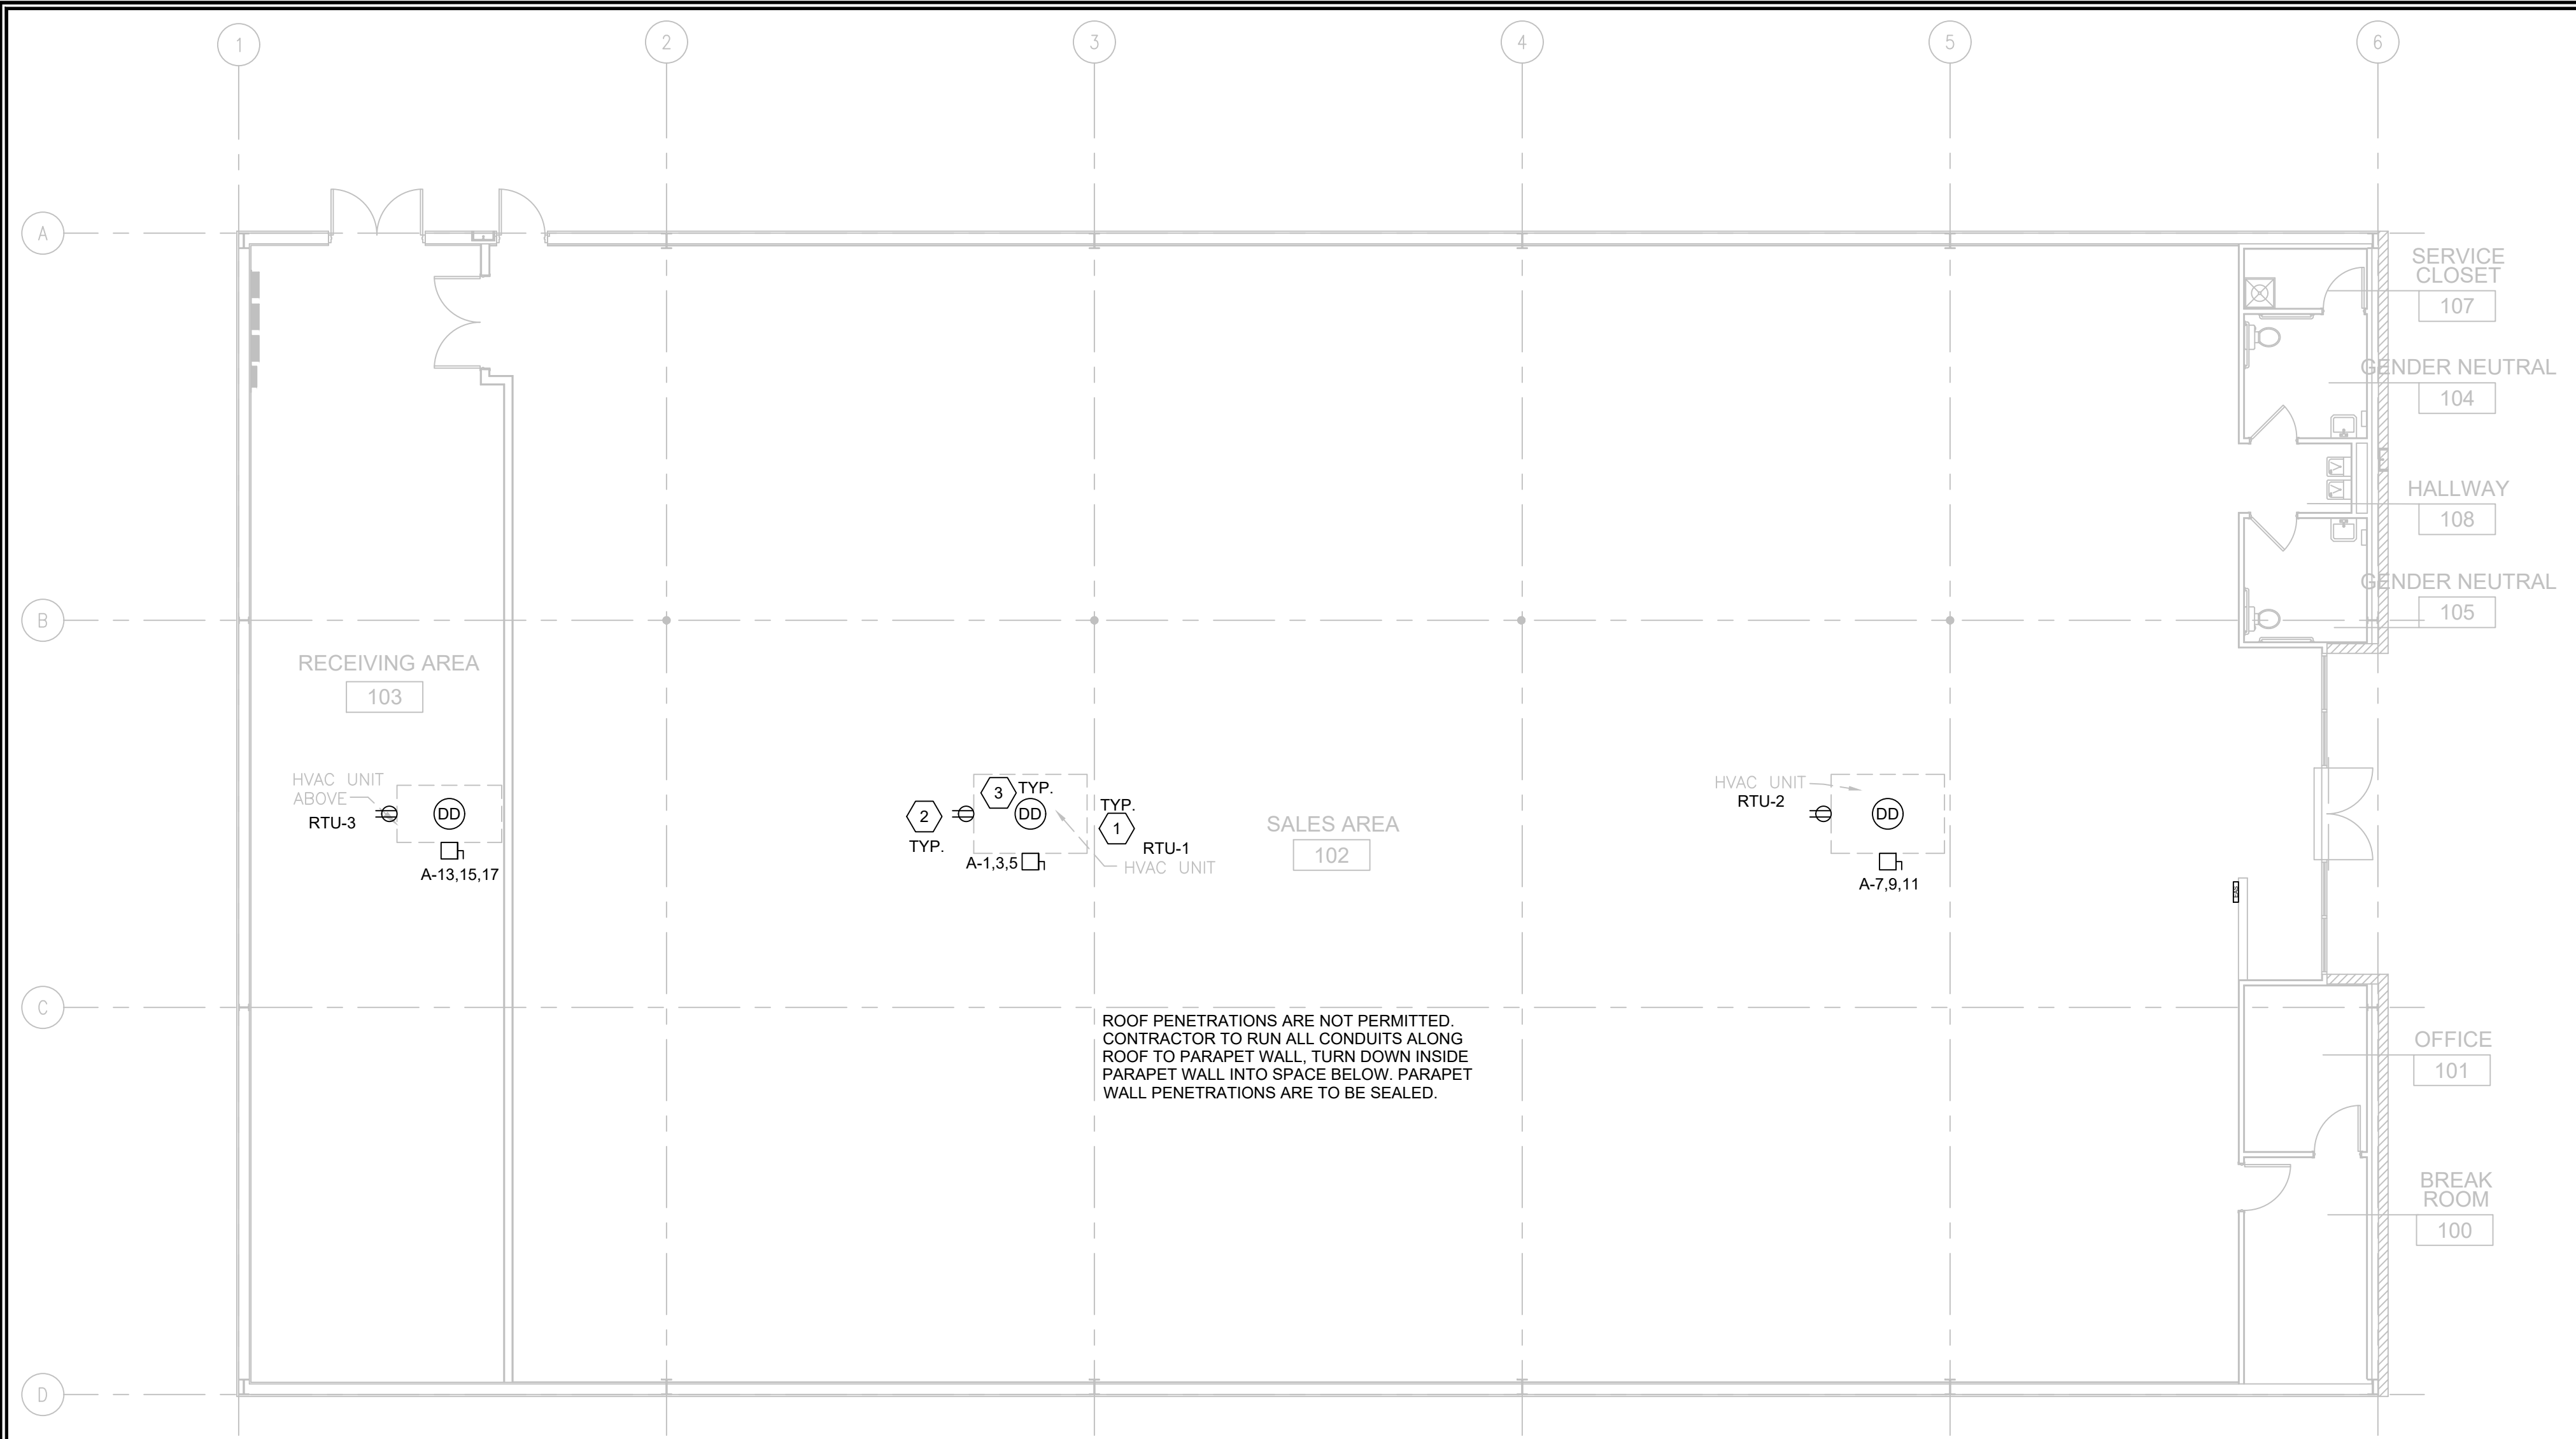 1
2
3
4
5
6
A
SERVICE
CLOSET
107
GENDER NEUTRAL
104
HALLWAY
108
GENDER NEUTRAL
105
B
RECEIVING AREA
103
HVAC UNIT
ABOVE
RTU-3
DD
A-13,15,17
2
TYP.
3
TYP.
DD
TYP.
1
RTU-1
HVAC UNIT
A-1,3,5
SALES AREA
102
HVAC UNIT
RTU-2
DD
A-7,9,11
C
ROOF PENETRATIONS ARE NOT PERMITTED.
CONTRACTOR TO RUN ALL CONDUITS ALONG
ROOF TO PARAPET WALL, TURN DOWN INSIDE
PARAPET WALL INTO SPACE BELOW. PARAPET
WALL PENETRATIONS ARE TO BE SEALED.
OFFICE
101
BREAK
ROOM
100
D